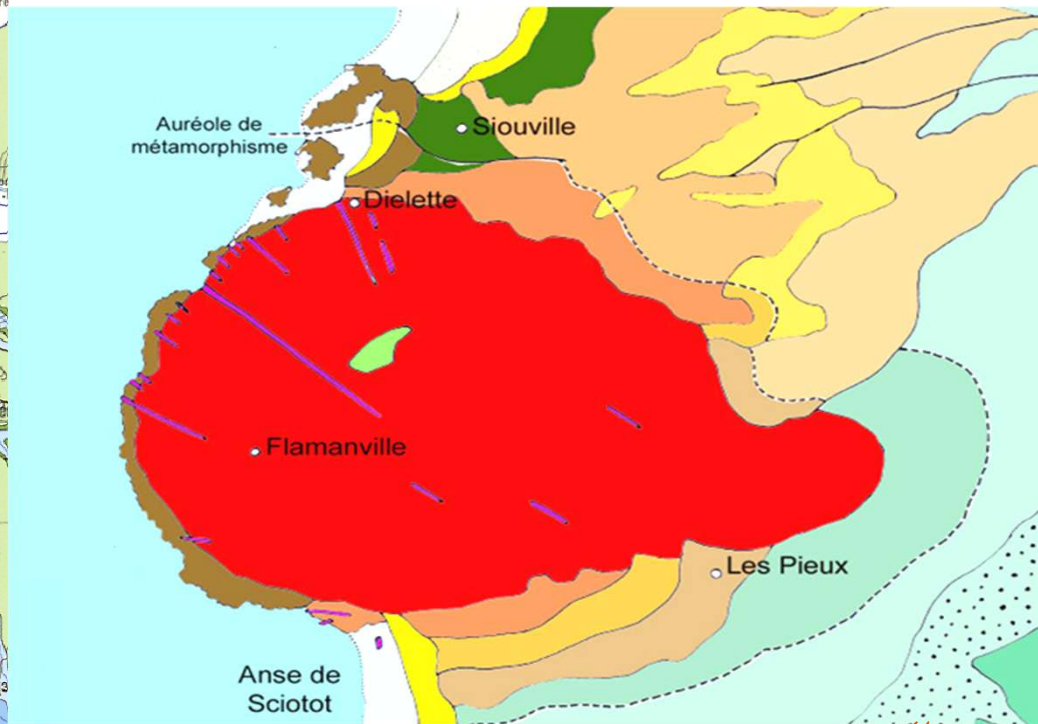 Auréole de
métamorphisme
Siouville
Dielette
Flamanville
Les Pieux
Anse de
Sciotot